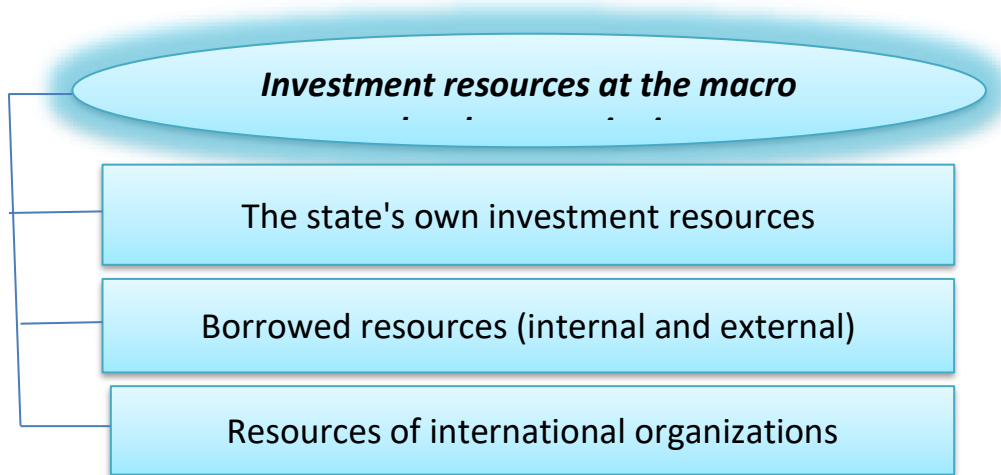 Investment resources at the macro
The state's own investment resources
Borrowed resources (internal and external)
Resources of international organizations